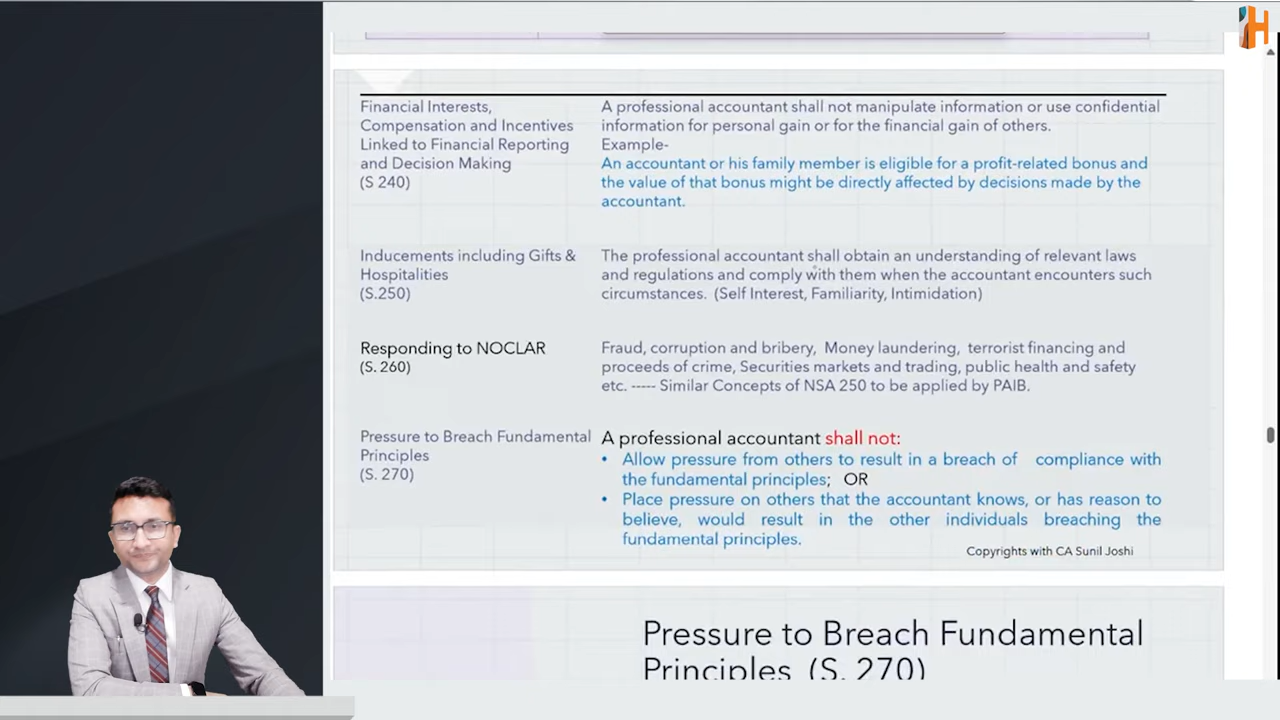 H
Financial Interests,
Compensation and Incentives
Linked to Financial Reporting
and Decision Making
(S 240)
A professional accountant shall not manipulate information or use confidential
information for personal gain or for the financial gain of others.
Example-
An accountant or his family member is eligible for a profit-related bonus and
the value of that bonus might be directly affected by decisions made by the
accountant.
Inducements including Gifts &
Hospitalities
(S.250)
The professional accountant shall obtain an understanding of relevant laws
and regulations and comply with them when the accountant encounters such
circumstances. (Self Interest, Familiarity, Intimidation)
Responding to NOCLAR
(S. 260)
Fraud, corruption and bribery, Money laundering, terrorist financing and
proceeds of crime, Securities markets and trading, public health and safety
etc. ----- Similar Concepts of NSA 250 to be applied by PAIB.
Pressure to Breach Fundamental
Principles
(S. 270)
A professional accountant shall not:
• Allow pressure from others to result in a breach of compliance with
the fundamental principles; OR
• Place pressure on others that the accountant knows, or has reason to
believe, would result in the other individuals breaching the
fundamental principles.
Copyrights with CA Sunil Joshi
Pressure to Breach Fundamental
Principles (S. 270)